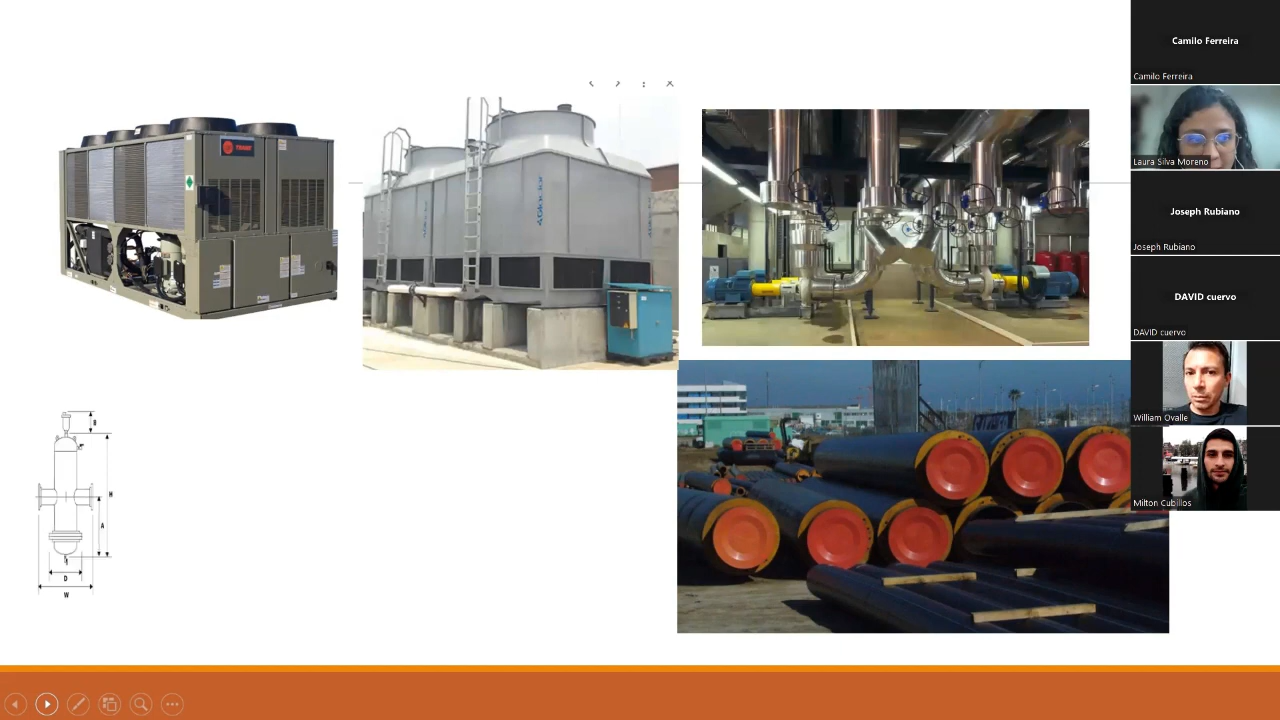 Camilo Ferreira
Camilo Ferreira
Laura Silva Moreno
Joseph Rubiano
Joseph Rubiano
DAVID cuervo
DAVID cuervo
William Ovalle
Milton Cubillos
TRANE
B
H
A
D
W